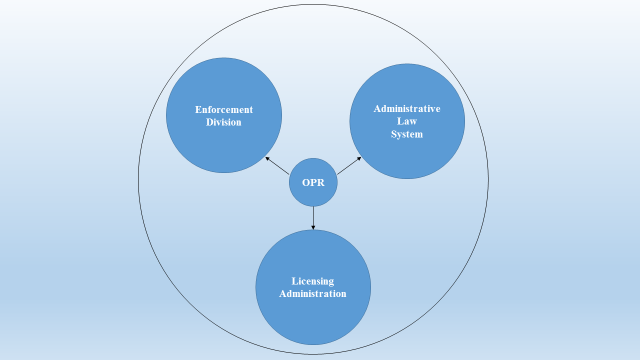 Enforcement
Division
Administrative
Law
System
OPR
Licensing
Administration